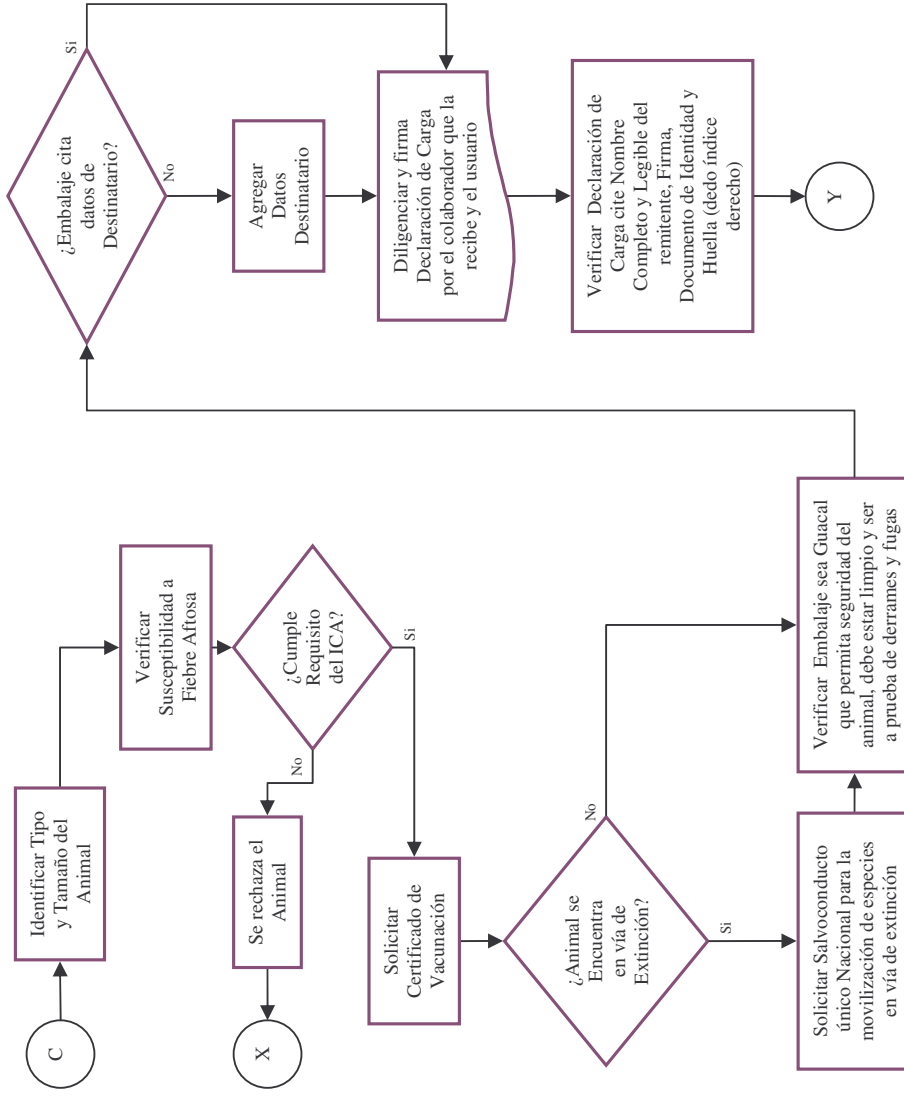 C
Identificar Tipo
y Tamaño del
Animal
Verificar
Susceptibilidad a
Fiebre Aftosa
¿Cumple
Requisito
del ICA?
No
Si
Se rechaza el
Animal
X
Solicitar
Certificado de
Vacunación
¿Animal se
Encuentra
en vía de
Extinción?
No
Si
Solicitar Salvoconducto
único Nacional para la
movilización de especies
en vía de extinción
Verificar Embalaje sea Guacal
que permita seguridad del
animal, debe estar limpio y ser
a prueba de derrames y fugas
¿Embalaje cita
datos de
Destinatario?
Si
No
Agregar
Datos
Destinatario
Diligenciar y firma
Declaración de Carga
por el colaborador que la
recibe y el usuario
Verificar Declaración de
Carga cite Nombre
Completo y Legible del
remitente, Firma,
Documento de Identidad y
Huella (dedo índice
derecho)
Y